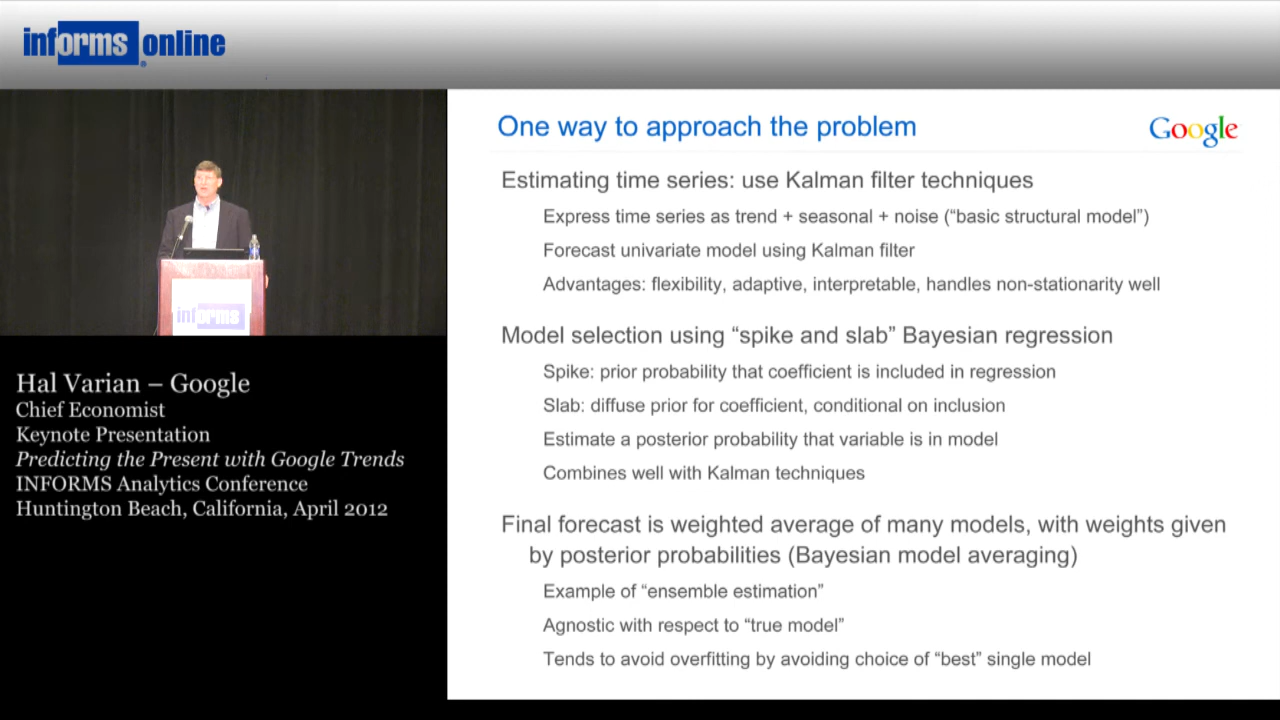 informs online
®
One way to approach the problem
Google
Estimating time series: use Kalman filter techniques
Express time series as trend + seasonal + noise (“basic structural model”)
Forecast univariate model using Kalman filter
Advantages: flexibility, adaptive, interpretable, handles non-stationarity well
Model selection using “spike and slab” Bayesian regression
Spike: prior probability that coefficient is included in regression
Slab: diffuse prior for coefficient, conditional on inclusion
Estimate a posterior probability that variable is in model
Combines well with Kalman techniques
Final forecast is weighted average of many models, with weights given
by posterior probabilities (Bayesian model averaging)
Example of “ensemble estimation”
Agnostic with respect to “true model”
Tends to avoid overfitting by avoiding choice of “best” single model
informs
Hal Varian – Google
Chief Economist
Keynote Presentation
Predicting the Present with Google Trends
INFORMS Analytics Conference
Huntington Beach, California, April 2012